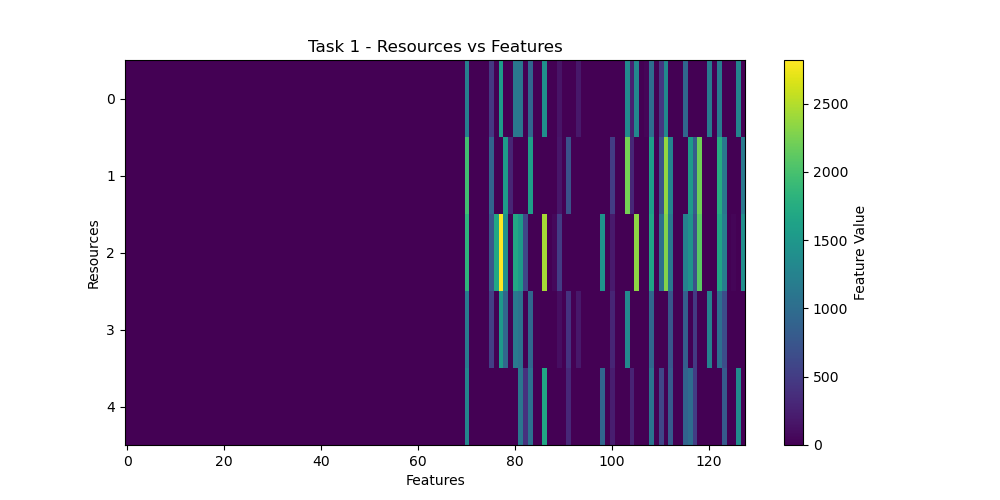 Task 1 - Resources vs Features
Resources
0
1
2
3
4
0 20 40 60 80 100 120
Features
2500
2000
1500
1000
500
0
Feature Value